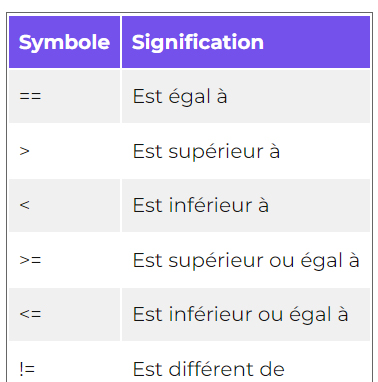 Symbole Signification
== Est égal à
> Est supérieur à
< Est inférieur à
>= Est supérieur ou égal à
<= Est inférieur ou égal à
!= Est différent de